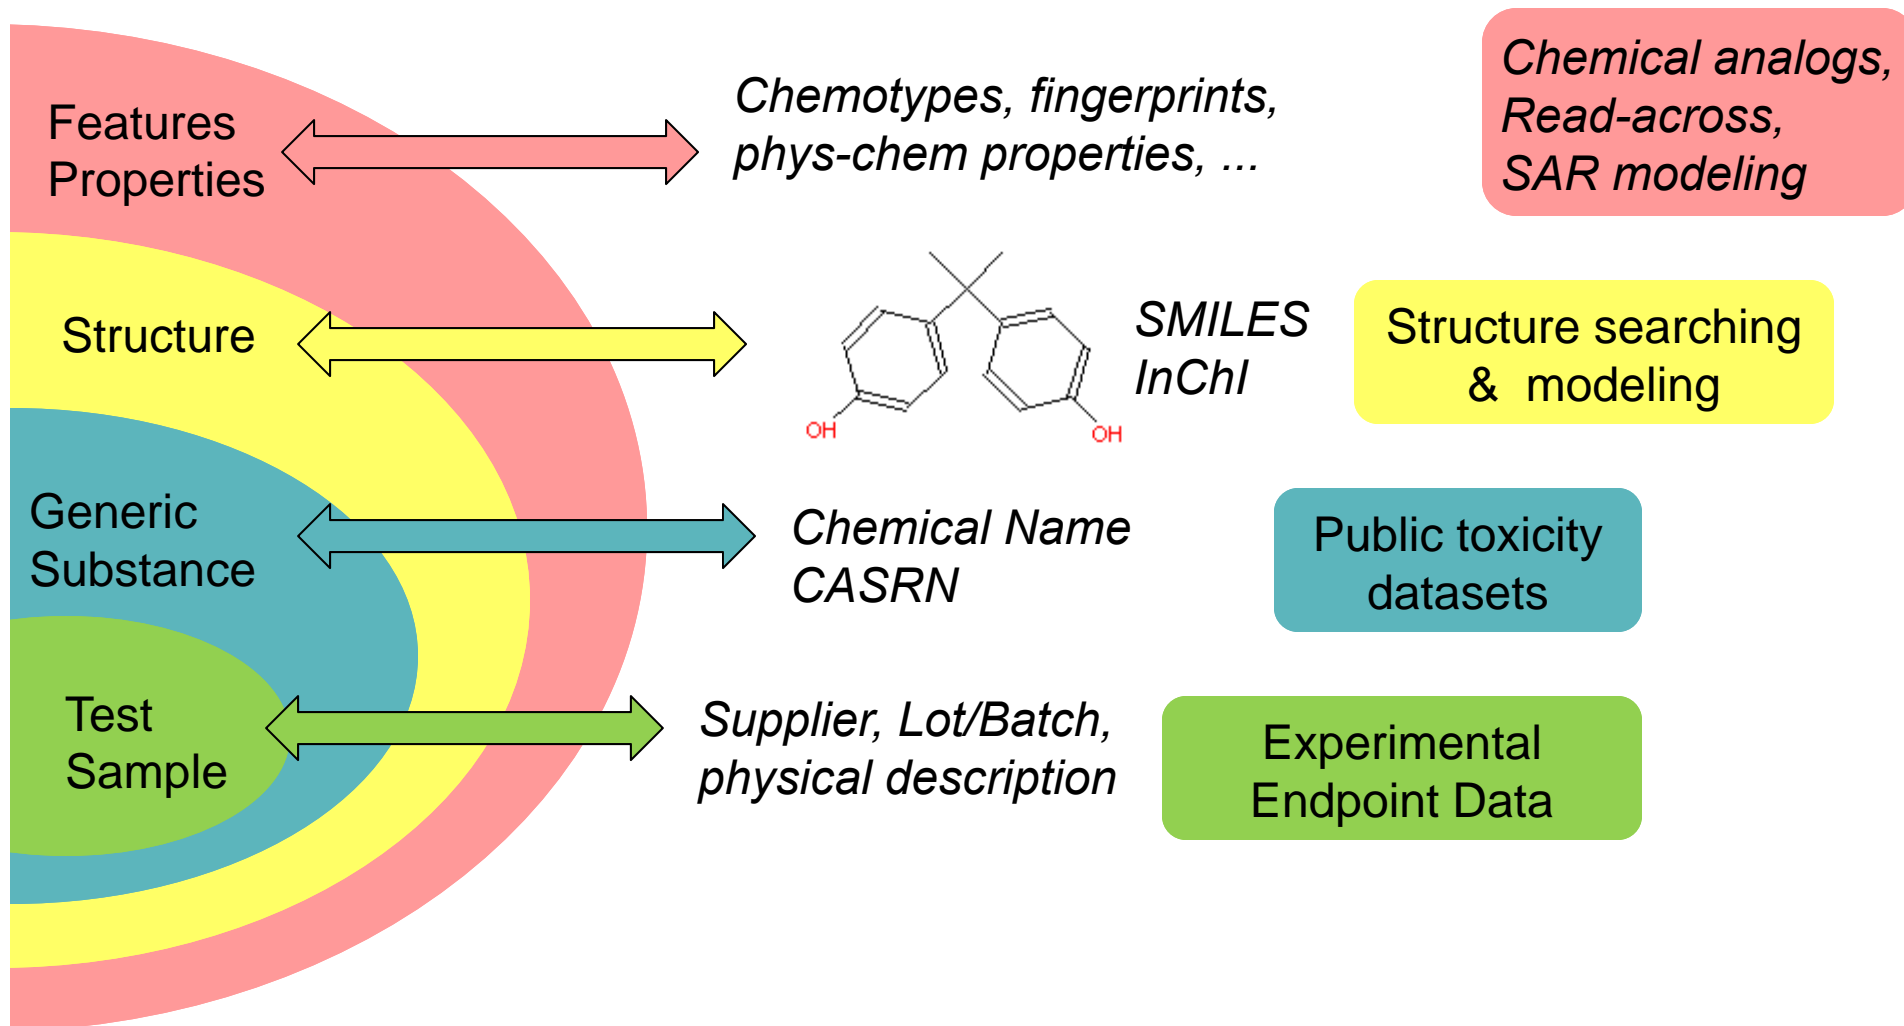 Features
Properties
Chemotypes, fingerprints,
phys-chem properties, ...
Chemical analogs,
Read-across,
SAR modeling
Structure
OH
OH
SMILES
InChI
Structure searching
& modeling
Generic
Substance
Chemical Name
CASRN
Public toxicity
datasets
Test
Sample
Supplier, Lot/Batch,
physical description
Experimental
Endpoint Data